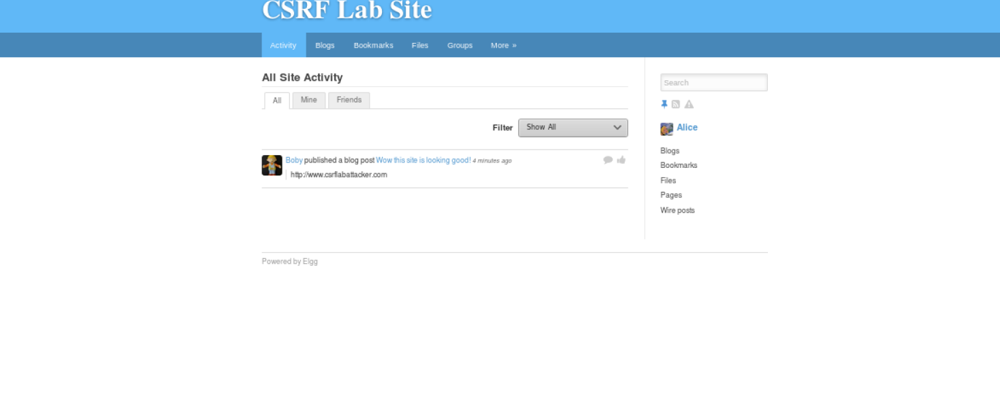 CSRF Lab Site
Activity Blogs Bookmarks Files Groups More »
All Site Activity
All Mine Friends
Filter Show All
Boby published a blog post Wow this site is looking good! 4 minutes ago
http://www.csrflabattacker.com
Search
Alice
Blogs
Bookmarks
Files
Pages
Wire posts
Powered by Elgg